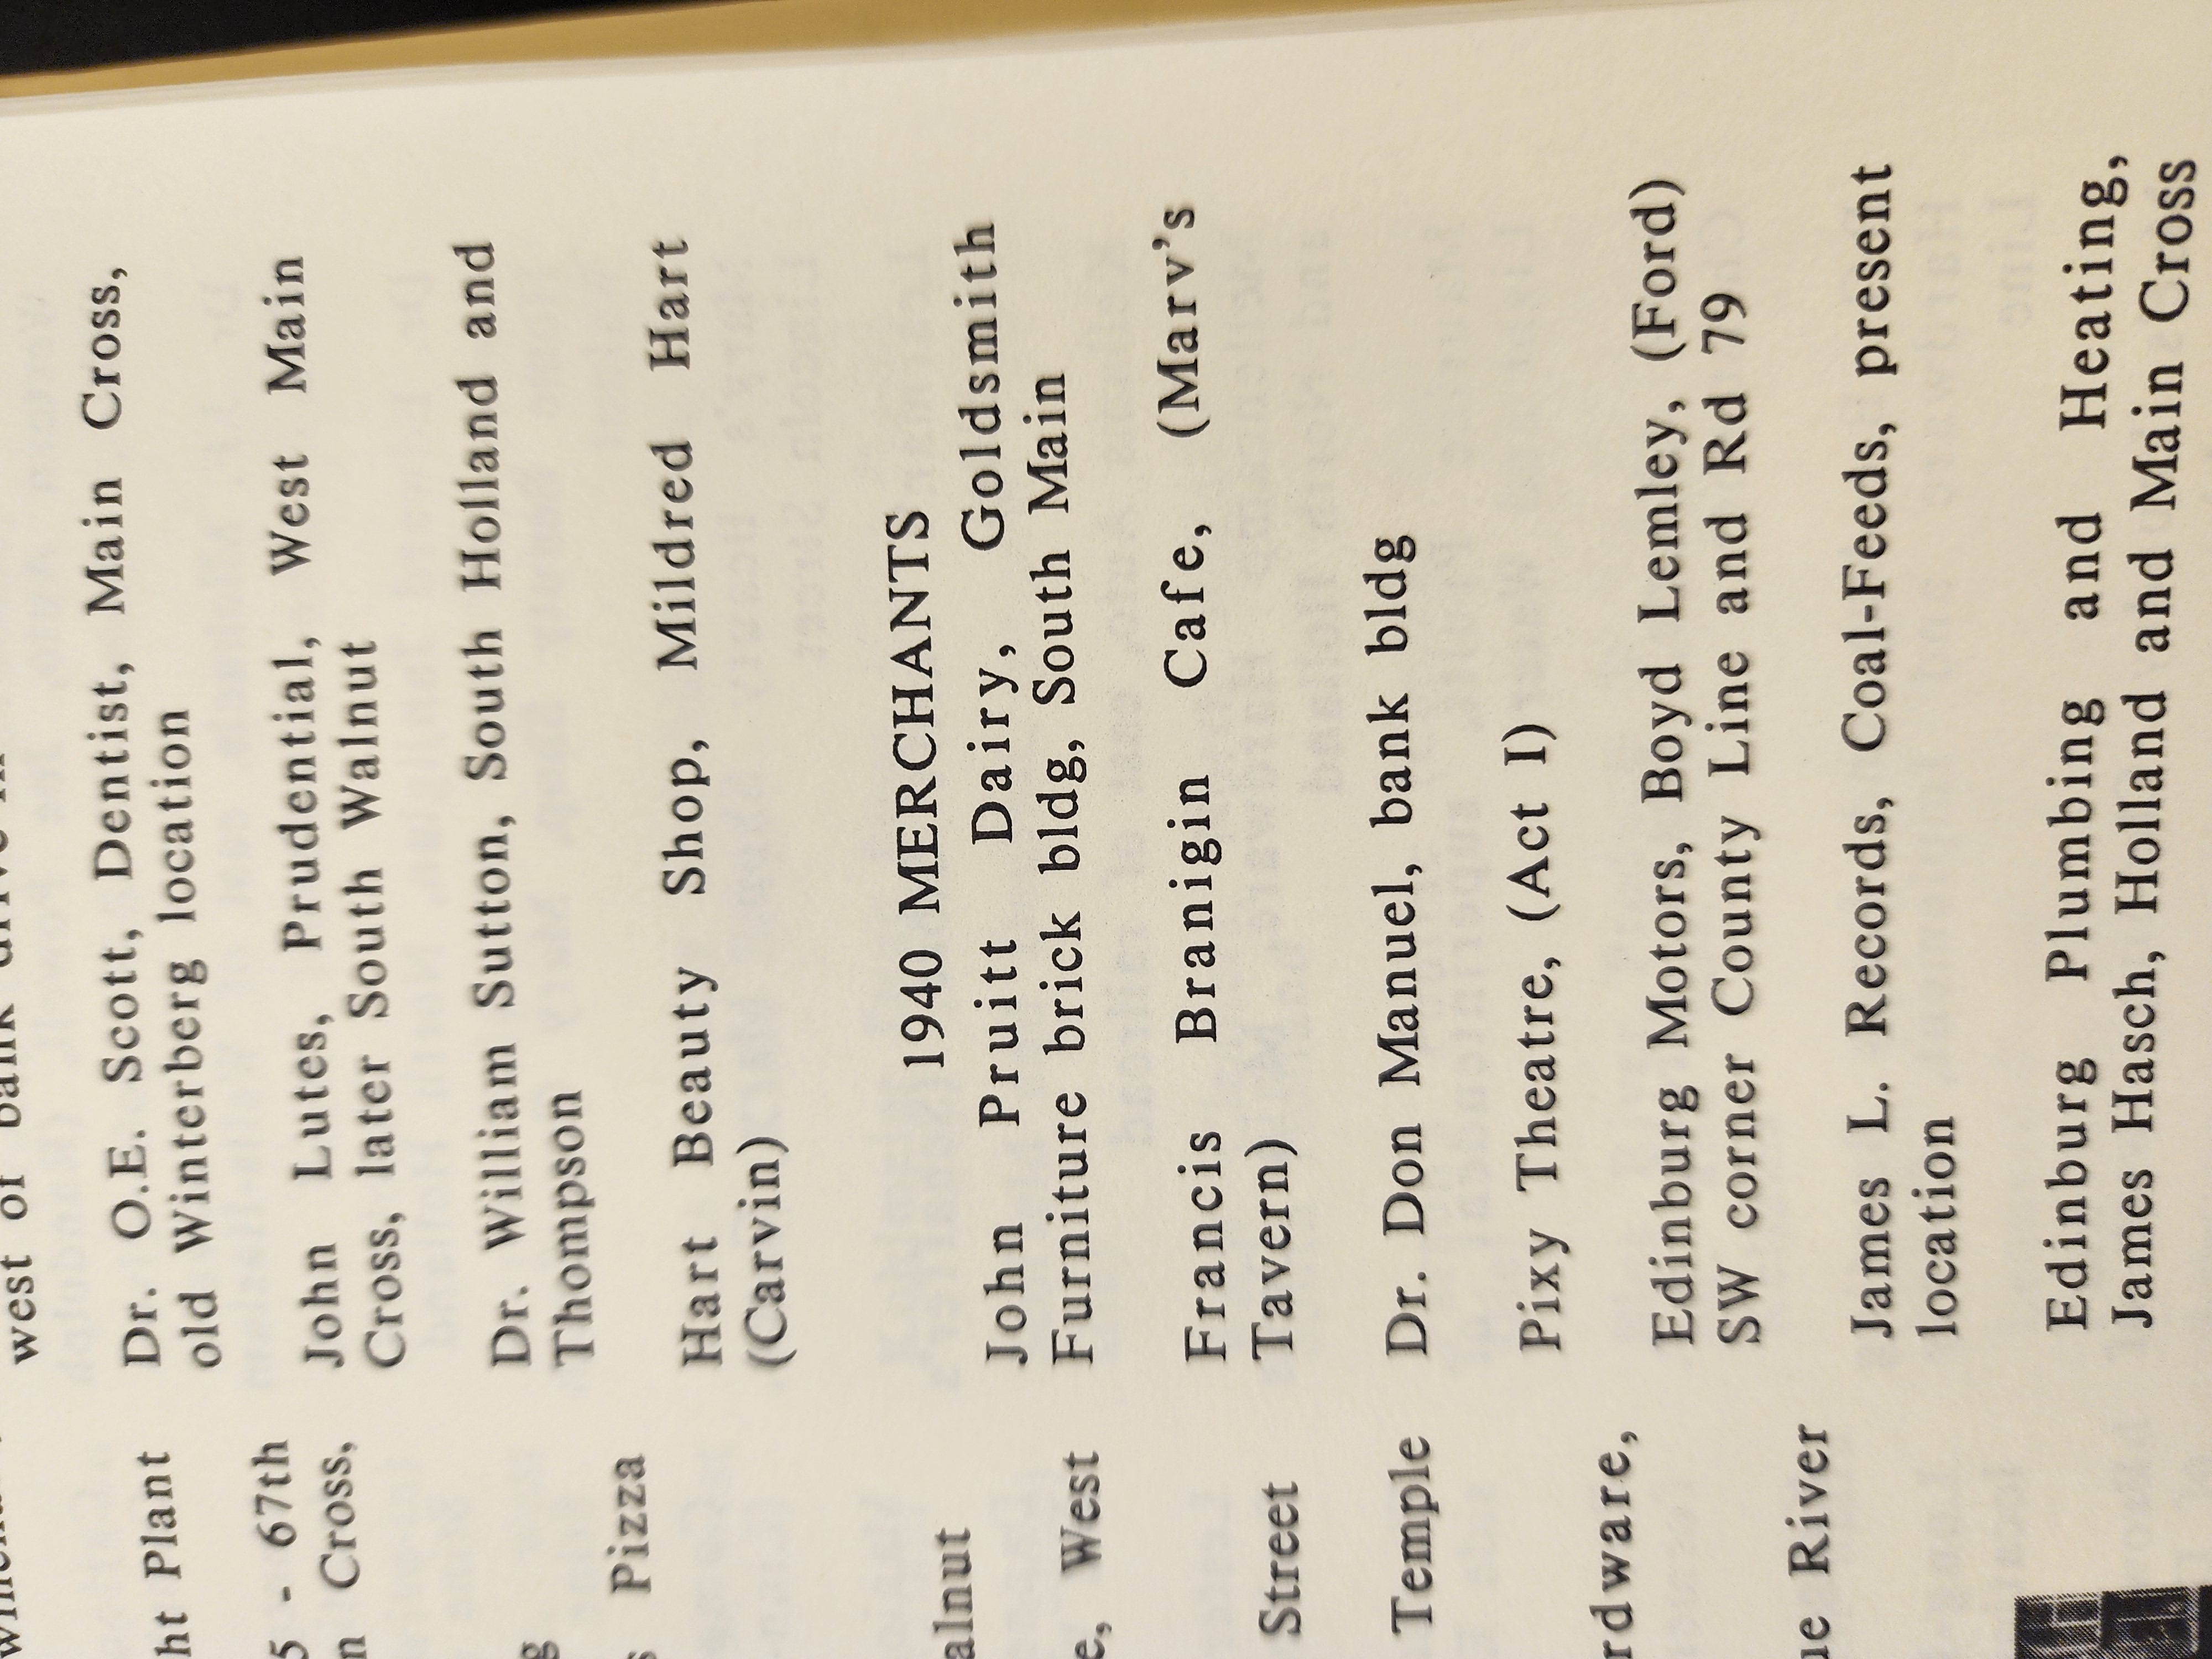 ht Plant
5 - 67th
n Cross,
g
s Pizza
alnut
e, West
Street
Temple
rdware,
ue River
west of bank drive-in
Dr. O.E. Scott, Dentist, Main Cross,
old Winterberg location
John Lutes, Prudential, West Main
Cross, later South Walnut
Dr. William Sutton, South Holland and
Thompson
Hart Beauty Shop, Mildred Hart
(Carvin)
1940 MERCHANTS
John Pruitt Dairy, Goldsmith
Furniture brick bldg, South Main
Francis Branigin Cafe, (Marv's
Tavern)
Dr. Don Manuel, bank bldg
Pixy Theatre, (Act I)
Edinburg Motors, Boyd Lemley, (Ford)
SW corner County Line and Rd 79
James L. Records, Coal-Feeds, present
location
Edinburg Plumbing and Heating,
James Hasch, Holland and Main Cross